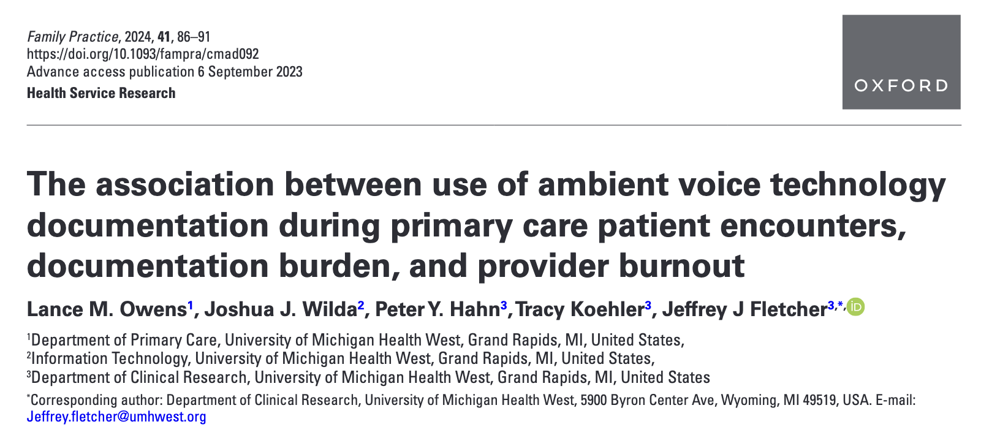 Family Practice, 2024, 41, 86–91
https://doi.org/10.1093/fampra/cmad092
Advance access publication 6 September 2023
Health Service Research
OXFORD
The association between use of ambient voice technology
documentation during primary care patient encounters,
documentation burden, and provider burnout
Lance M. Owens1, Joshua J. Wilda2, Peter Y. Hahn3, Tracy Koehler3, Jeffrey J Fletcher3,*, iD
1Department of Primary Care, University of Michigan Health West, Grand Rapids, MI, United States,
2Information Technology, University of Michigan Health West, Grand Rapids, MI, United States,
3Department of Clinical Research, University of Michigan Health West, Grand Rapids, MI, United States
*Corresponding author: Department of Clinical Research, University of Michigan Health West, 5900 Byron Center Ave, Wyoming, MI 49519, USA. E-mail:
Jeffrey.fletcher@umhwest.org